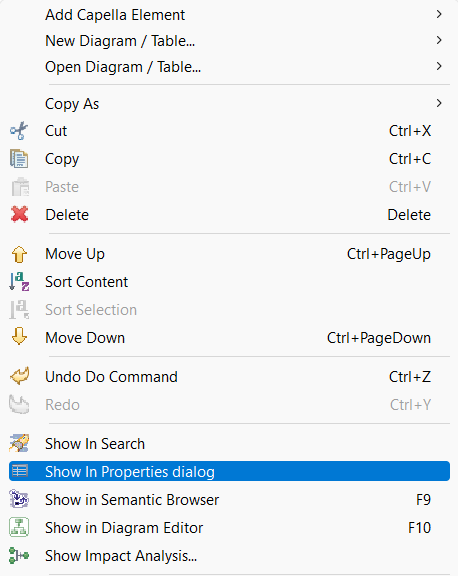 Add Capella Element
New Diagram / Table...
Open Diagram / Table...
Copy As
Cut Ctrl+X
Copy Ctrl+C
Paste Ctrl+V
Delete Delete
Move Up Ctrl+PageUp
Sort Content
Sort Selection
Move Down Ctrl+PageDown
Undo Do Command Ctrl+Z
Redo Ctrl+Y
Show In Search
Show In Properties dialog
Show in Semantic Browser F9
Show in Diagram Editor F10
Show Impact Analysis...